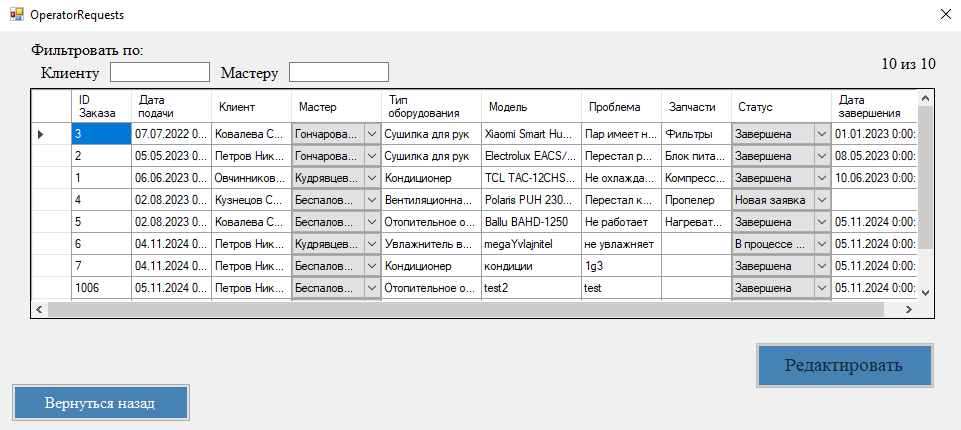 OperatorRequests
Фильтровать по:
Клиенту Мастеру
10 из 10
ID Заказа Дата подачи Клиент Мастер Тип оборудования Модель Проблема Запчасти Статус Дата завершения
3 07.07.2022 0... Ковалева С... Гончарова... Сушилка для рук Xiaomi Smart Hu... Пар имеет н... Фильтры Завершена 01.01.2023 0:00:
2 05.05.2023 0... Петров Ник... Гончарова... Сушилка для рук Electrolux EACS/... Перестал р... Блок пита... Завершена 08.05.2023 0:00:
1 06.06.2023 0... Овчинников... Кудрявцев... Кондиционер TCL TAC-12CHS... Не охлажда... Компресс... Завершена 10.06.2023 0:00:
4 02.08.2023 0... Кузнецов С... Беспалов... Вентиляционна... Polaris PUH 230... Перестал к... Пропелер Новая заявка
5 02.08.2023 0... Ковалева С... Беспалов... Отопительное о... Ballu BAHD-1250 Не работает Нагреват... Завершена 05.11.2024 0:00:
6 04.11.2024 0... Петров Ник... Кудрявцев... Увлажнитель в... megaYvlajnitel не увлажняет В процессе ... 05.11.2024 0:00:
7 04.11.2024 0... Петров Ник... Беспалов... Кондиционер кондиции 1g3 Завершена 05.11.2024 0:00:
1006 05.11.2024 0... Петров Ник... Беспалов... Отопительное о... test2 test Завершена 05.11.2024 0:00:
Редактировать
Вернуться назад